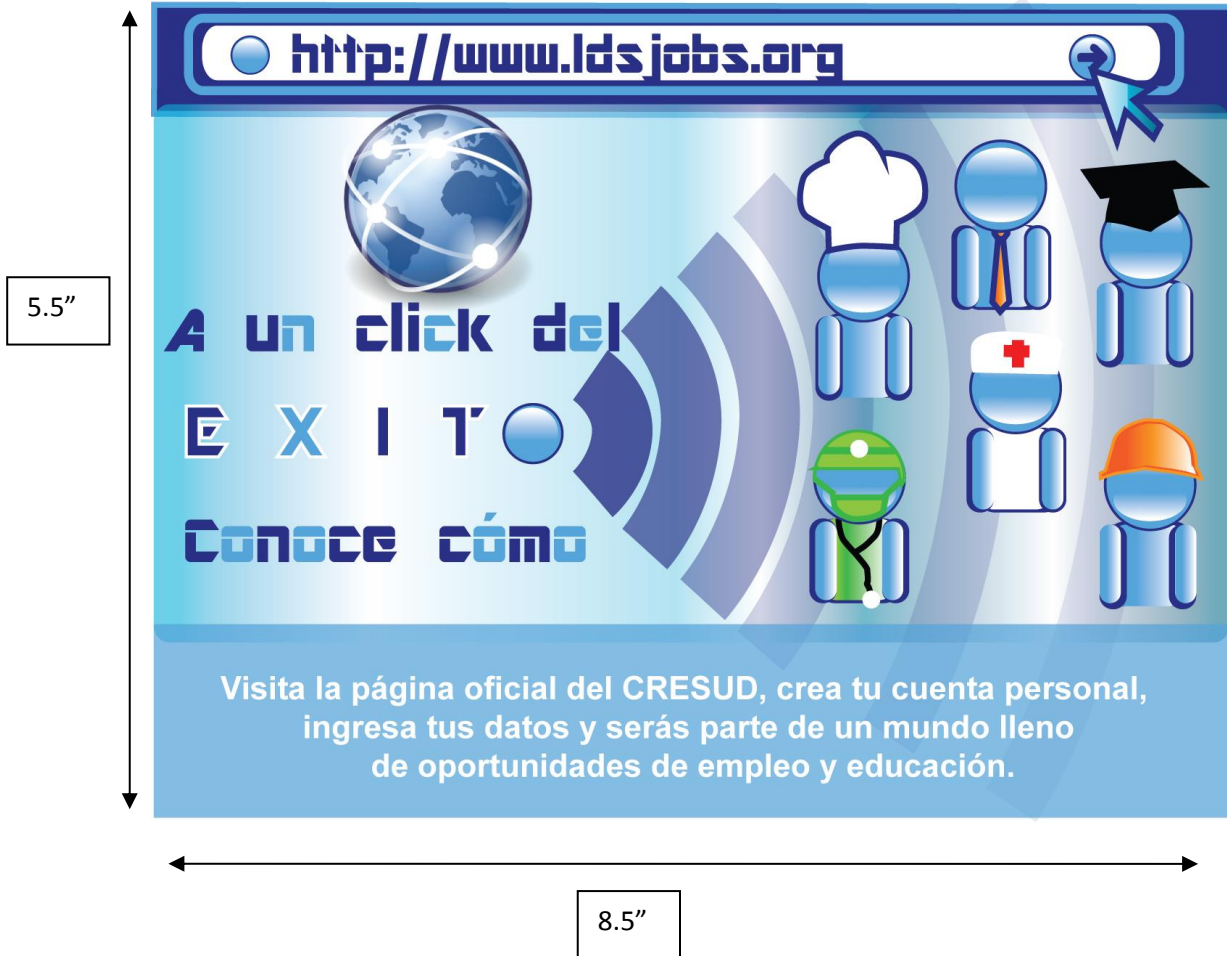 http://www.ldsjobs.org
5.5”
A un click del
EXITO
Conoce cómo
Visita la página oficial del CRESUD, crea tu cuenta personal,
ingresa tus datos y serás parte de un mundo lleno
de oportunidades de empleo y educación.
8.5”